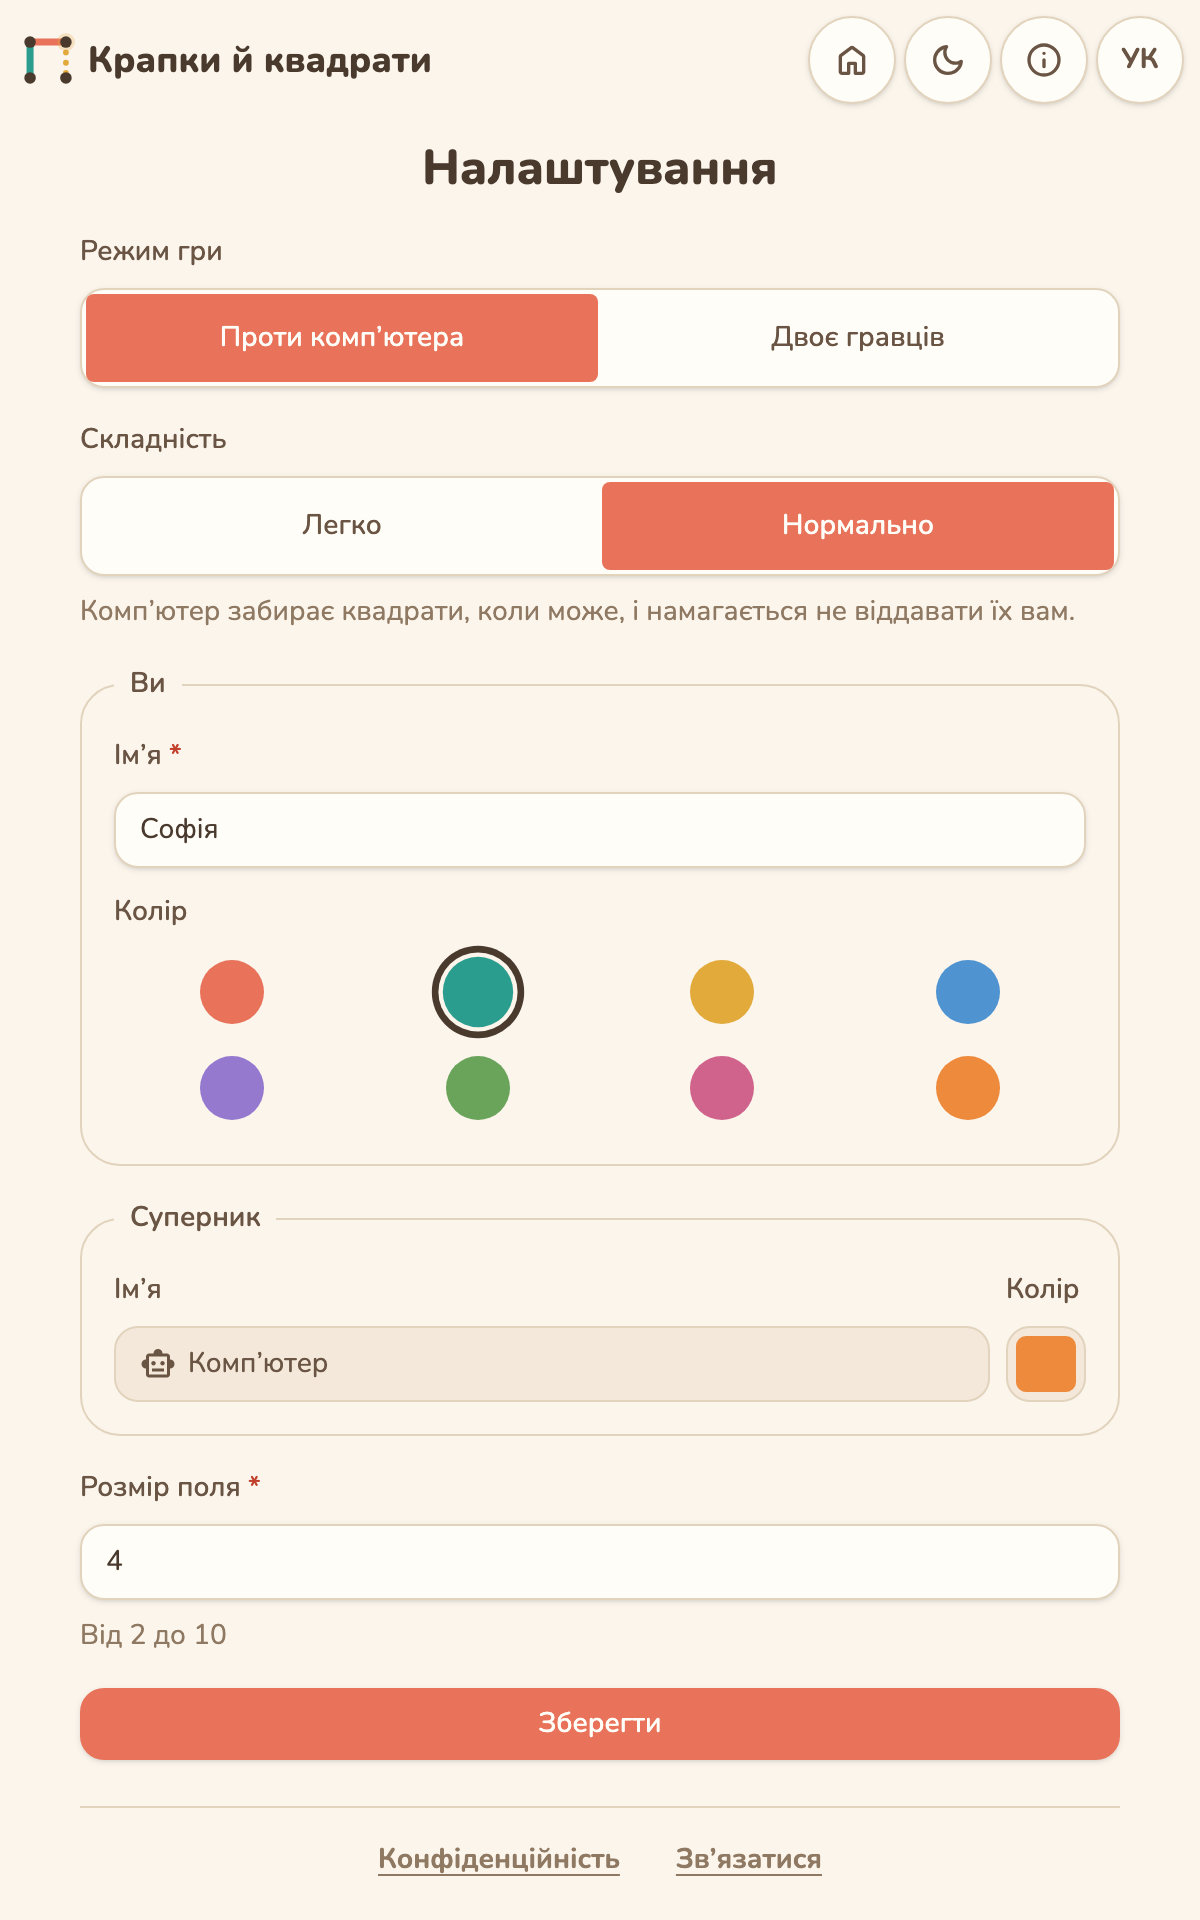 Крапки й квадрати
УК
Налаштування
Режим гри
Проти комп’ютера
Двоє гравців
Складність
Легко
Нормально
Комп’ютер забирає квадрати, коли може, і намагається не віддавати їх вам.
Ви
Ім’я *
Софія
Колір
Суперник
Ім’я
Колір
Комп’ютер
Розмір поля *
4
Від 2 до 10
Зберегти
Конфіденційність
Зв’язатися